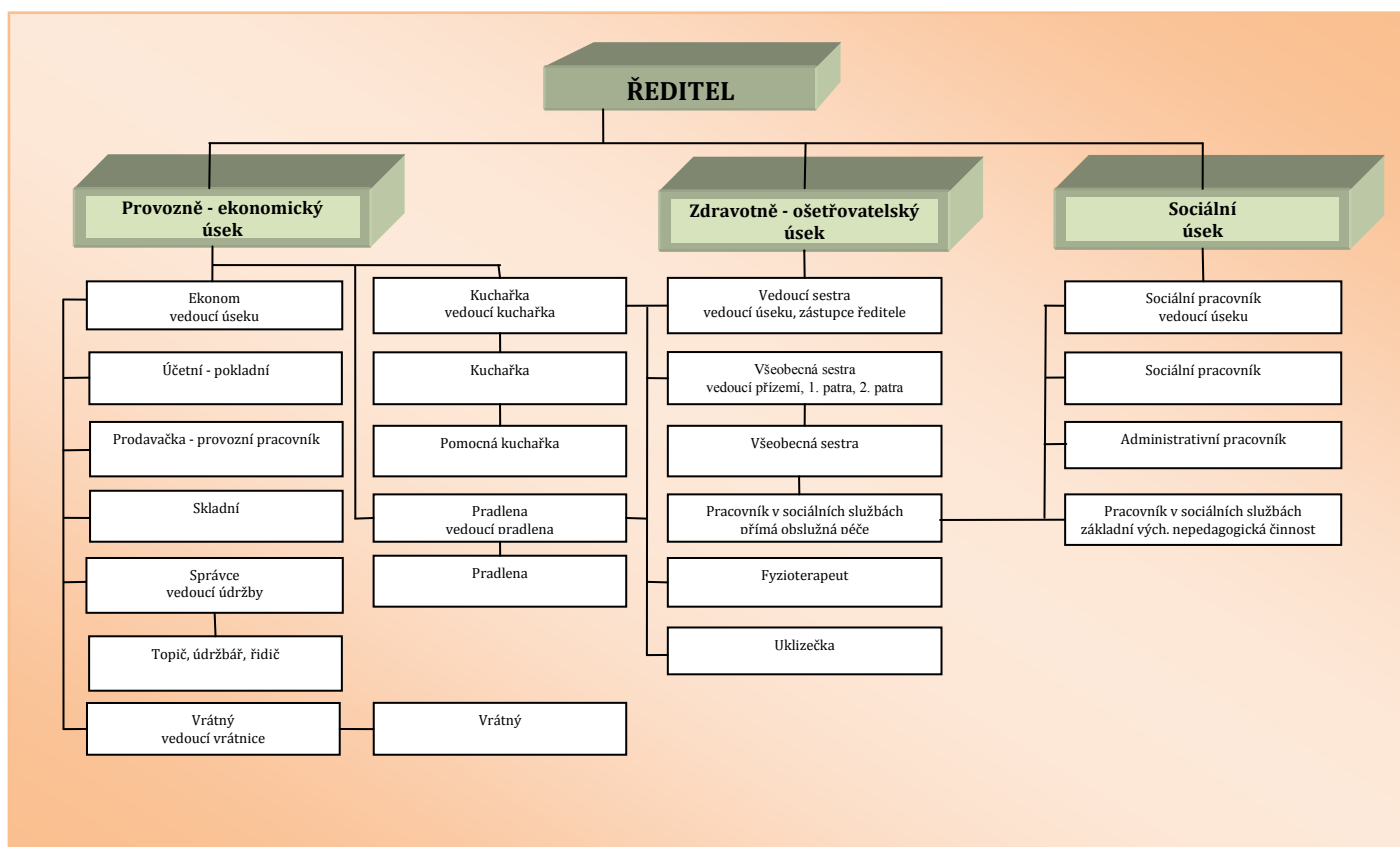 ŘEDITEL
Provozně - ekonomický
úsek
Zdravotně - ošetřovatelský
úsek
Sociální
úsek
Ekonom
vedoucí úseku
Účetní - pokladní
Prodavačka - provozní pracovník
Skladní
Správce
vedoucí údržby
Topič, údržbář, řidič
Vrátný
vedoucí vrátnice
Vrátný
Kuchařka
vedoucí kuchařka
Kuchařka
Pomocná kuchařka
Pradlena
vedoucí pradlena
Pradlena
Vedoucí sestra
vedoucí úseku, zástupce ředitele
Všeobecná sestra
vedoucí přízemí, 1. patra, 2. patra
Všeobecná sestra
Pracovník v sociálních službách
přímá obslužná péče
Fyzioterapeut
Uklizečka
Sociální pracovník
vedoucí úseku
Sociální pracovník
Administrativní pracovník
Pracovník v sociálních službách
základní vých. nepedagogická činnost